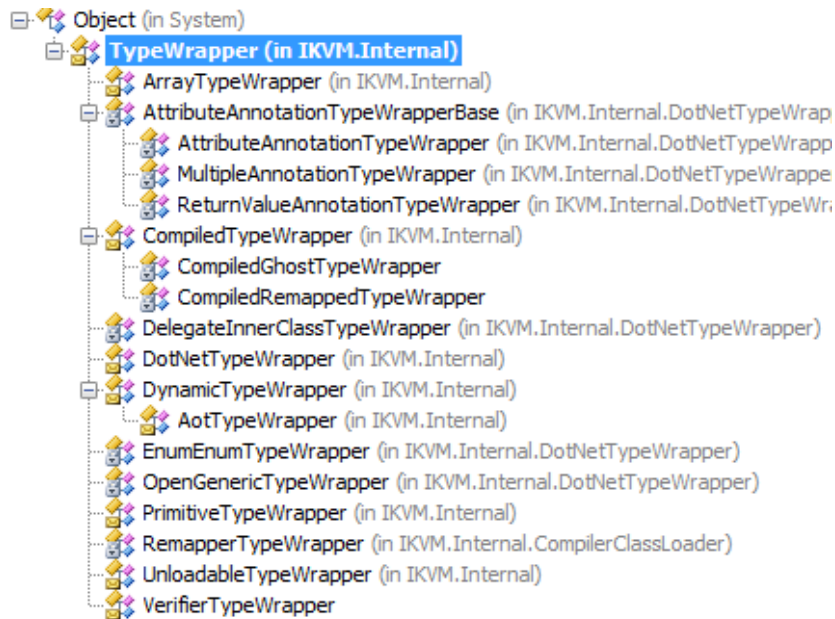 Object (in System)
TypeWrapper (in IKVM.Internal)
ArrayTypeWrapper (in IKVM.Internal)
AttributeAnnotationTypeWrapperBase (in IKVM.Internal.DotNetTypeWrap
AttributeAnnotationTypeWrapper (in IKVM.Internal.DotNetTypeWrapp
MultipleAnnotationTypeWrapper (in IKVM.Internal.DotNetTypeWrapper
ReturnValueAnnotationTypeWrapper (in IKVM.Internal.DotNetTypeWra
CompiledTypeWrapper (in IKVM.Internal)
CompiledGhostTypeWrapper
CompiledRemappedTypeWrapper
DelegateInnerClassTypeWrapper (in IKVM.Internal.DotNetTypeWrapper)
DotNetTypeWrapper (in IKVM.Internal)
DynamicTypeWrapper (in IKVM.Internal)
AotTypeWrapper (in IKVM.Internal)
EnumEnumTypeWrapper (in IKVM.Internal.DotNetTypeWrapper)
OpenGenericTypeWrapper (in IKVM.Internal.DotNetTypeWrapper)
PrimitiveTypeWrapper (in IKVM.Internal)
RemapperTypeWrapper (in IKVM.Internal.CompilerClassLoader)
UnloadableTypeWrapper (in IKVM.Internal)
VerifierTypeWrapper